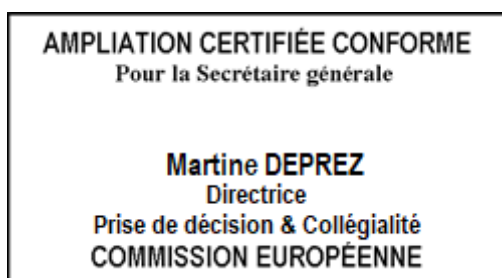 AMPLIATION CERTIFIÉE CONFORME
Pour la Secrétaire générale
Martine DEPREZ
Directrice
Prise de décision & Collégialité
COMMISSION EUROPÉENNE